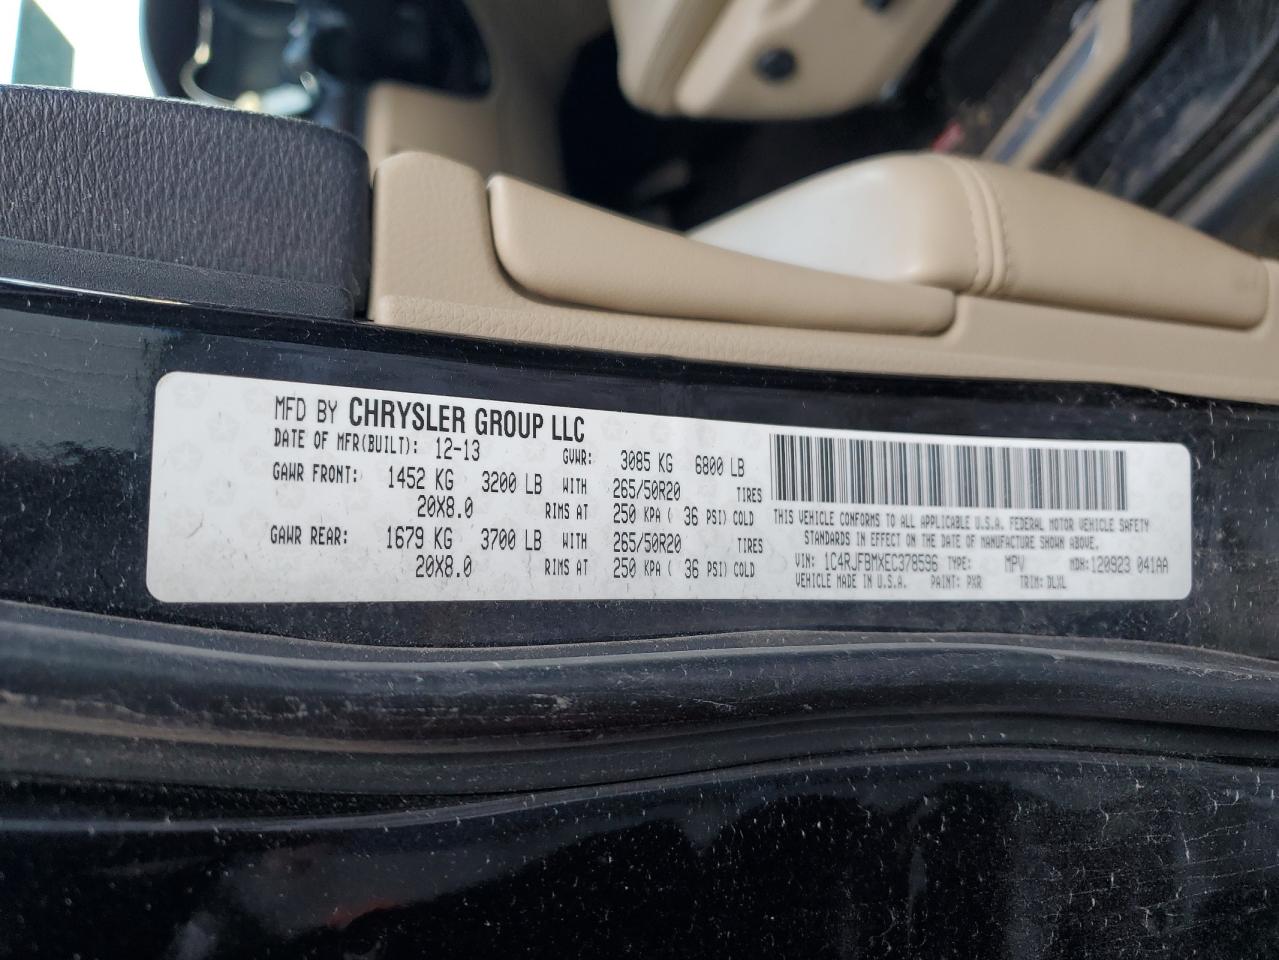 MFD BY CHRYSLER GROUP LLC
DATE OF MFR(BUILT): 12-13 GVWR: 3085 KG 6800 LB
GAWR FRONT: 1452 KG 3200 LB WITH 265/50R20 TIRES
20X8.0 RIMS AT 250 KPA ( 36 PSI) COLD
GAWR REAR: 1679 KG 3700 LB WITH 265/50R20 TIRES
20X8.0 RIMS AT 250 KPA ( 36 PSI) COLD
THIS VEHICLE CONFORMS TO ALL APPLICABLE U.S.A. FEDERAL MOTOR VEHICLE SAFETY
STANDARDS IN EFFECT ON THE DATE OF MANUFACTURE SHOWN ABOVE.
VIN: 1C4RJFBMXEC378596 TYPE: MPV MDH: 120923 041AA
VEHICLE MADE IN U.S.A. PAINT: PXR TRIM: DLXL